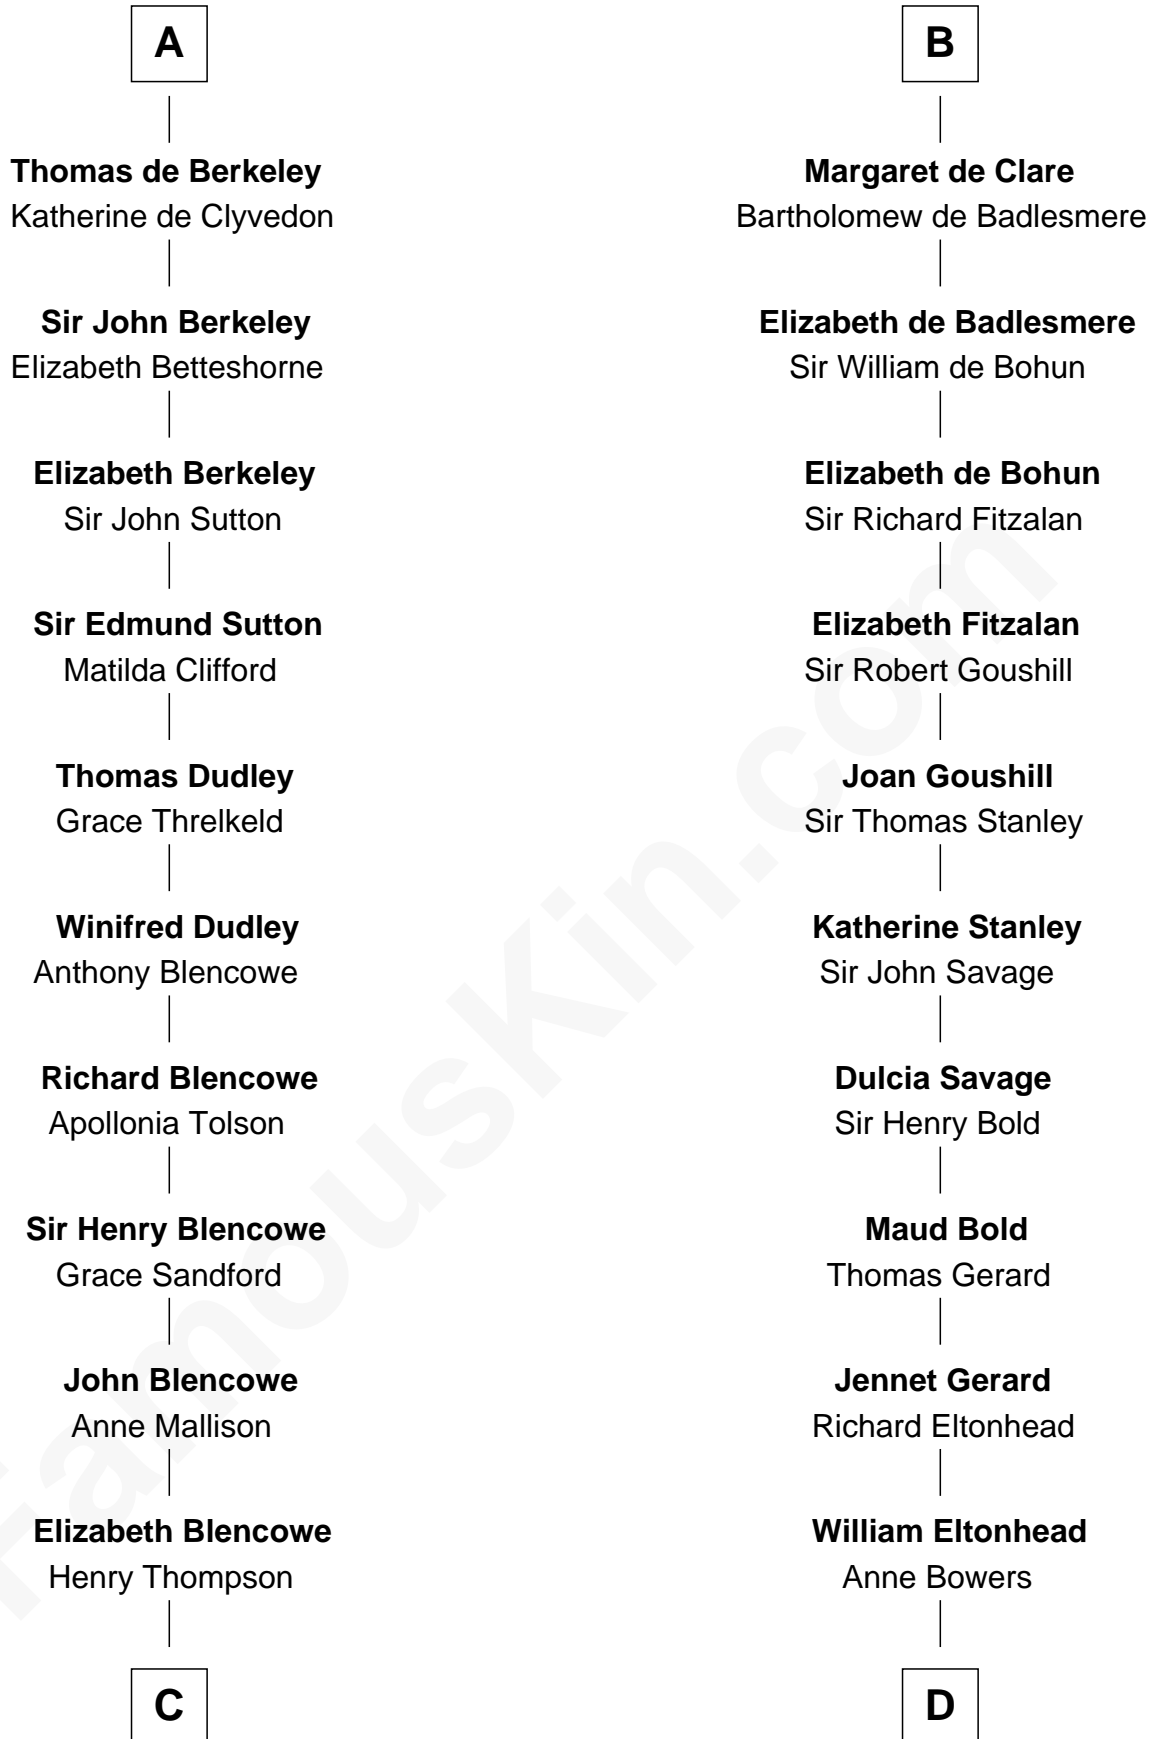 A
Thomas de Berkeley
Katherine de Clyvedon
Sir John Berkeley
Elizabeth Betteshorne
Elizabeth Berkeley
Sir John Sutton
Sir Edmund Sutton
Matilda Clifford
Thomas Dudley
Grace Threlkeld
Winifred Dudley
Anthony Blencowe
Richard Blencowe
Apollonia Tolson
Sir Henry Blencowe
Grace Sandford
John Blencowe
Anne Mallison
Elizabeth Blencowe
Henry Thompson
C
B
Margaret de Clare
Bartholomew de Badlesmere
Elizabeth de Badlesmere
Sir William de Bohun
Elizabeth de Bohun
Sir Richard Fitzalan
Elizabeth Fitzalan
Sir Robert Goushill
Joan Goushill
Sir Thomas Stanley
Katherine Stanley
Sir John Savage
Dulcia Savage
Sir Henry Bold
Maud Bold
Thomas Gerard
Jennet Gerard
Richard Eltonhead
William Eltonhead
Anne Bowers
D
FamousKin.com